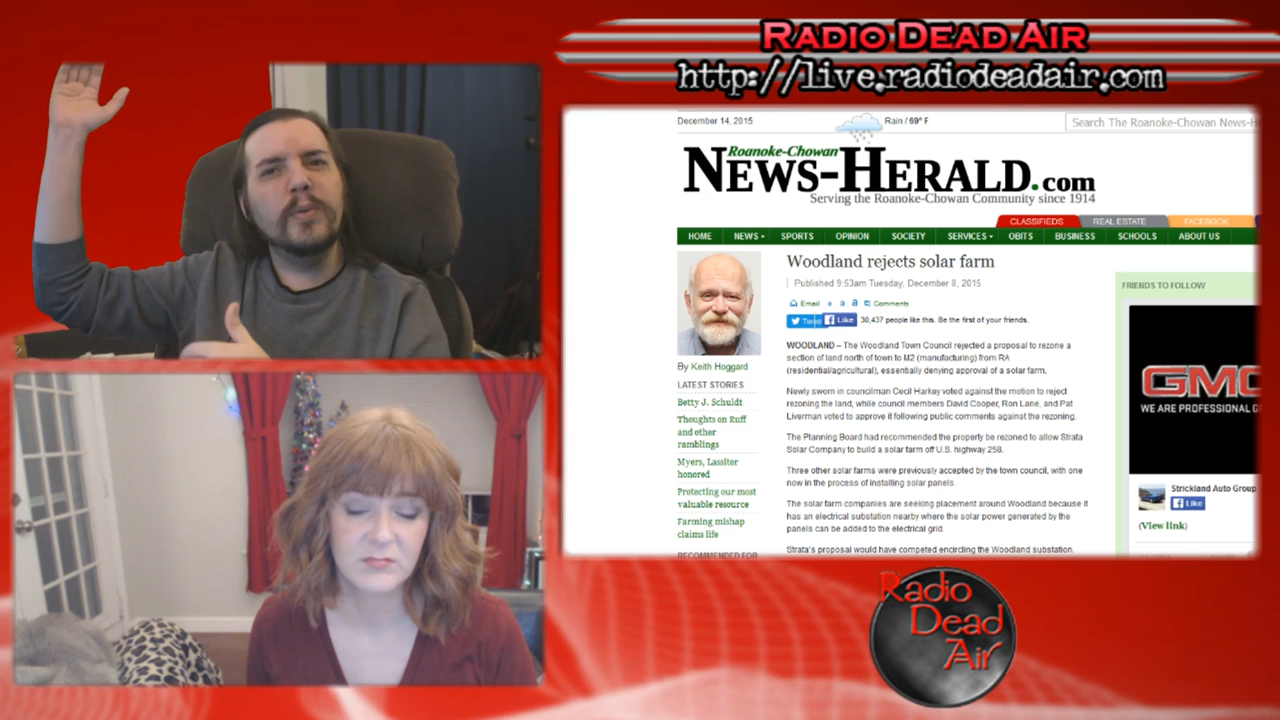 RADIO DEAD AIR
http://live.radiodeadair.com
December 14, 2015
Rain / 69° F
Search The Roanoke-Chowan News-H
Roanoke-Chowan
NEWS-HERALD.com
Serving the Roanoke-Chowan Community since 1914
CLASSIFIEDS REAL ESTATE FACEBOOK
HOME NEWS SPORTS OPINION SOCIETY SERVICES OBITS BUSINESS SCHOOLS ABOUT US
Woodland rejects solar farm
Published 9:53am Tuesday, December 8, 2015
Email a a a Comments
Tweet Like 30,437 people like this. Be the first of your friends.
WOODLAND – The Woodland Town Council rejected a proposal to rezone a
section of land north of town to M2 (manufacturing) from RA
(residential/agricultural), essentially denying approval of a solar farm.
Newly sworn in councilman Cecil Harkey voted against the motion to reject
rezoning the land, while council members David Cooper, Ron Lane, and Pat
Liverman voted to approve it following public comments against the rezoning.
The Planning Board had recommended the property be rezoned to allow Strata
Solar Company to build a solar farm off U.S. highway 258.
Three other solar farms were previously accepted by the town council, with one
now in the process of installing solar panels.
The solar farm companies are seeking placement around Woodland because it
has an electrical substation nearby where the solar power generated by the
panels can be added to the electrical grid.
Strata's proposal would have competed encircling the Woodland substation.
By Keith Hoggard
LATEST STORIES
Betty J. Schuldt
Thoughts on Ruff
and other
ramblings
Myers, Lassiter
honored
Protecting our most
valuable resource
Farming mishap
claims life
RECOMMENDED FOR
FRIENDS TO FOLLOW
GMC
WE ARE PROFESSIONAL G
Strickland Auto Group
Like
(View link)
Radio
Dead
Air